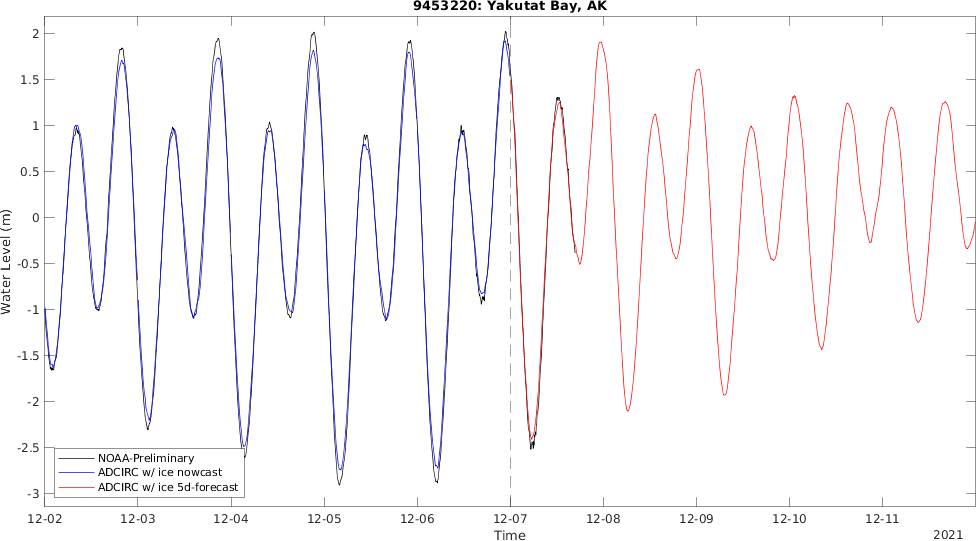 9453220: Yakutat Bay, AK
Water Level (m)
2
1.5
1
0.5
0
-0.5
-1
-1.5
-2
-2.5
-3
NOAA-Preliminary
ADCIRC w/ ice nowcast
ADCIRC w/ ice 5d-forecast
12-02 12-03 12-04 12-05 12-06 12-07 12-08 12-09 12-10 12-11
Time
2021